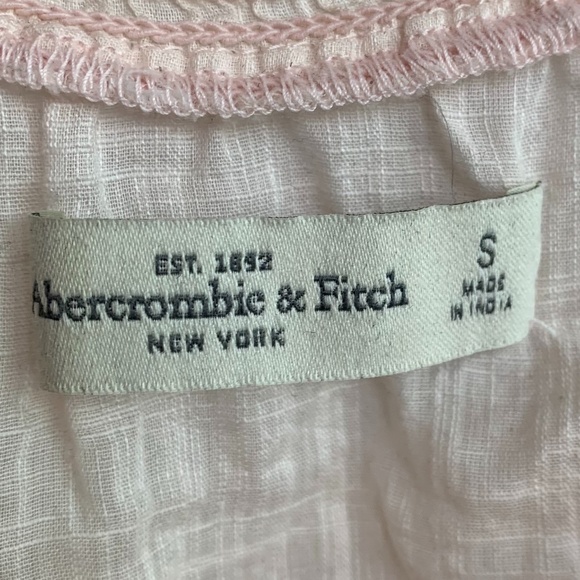 EST. 1892
Abercrombie & Fitch
NEW YORK
S
MADE
IN INDIA